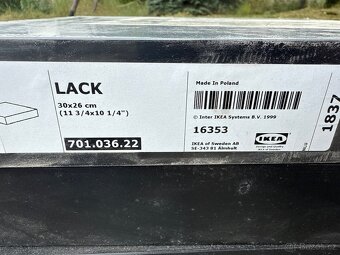 LACK
30x26 cm
(11 3/4x10 1/4")
701.036.22
Made In Poland
© Inter IKEA Systems B.V. 1999
16353
IKEA of Sweden AB
SE-343 81 Älmhult
IKEA
1837